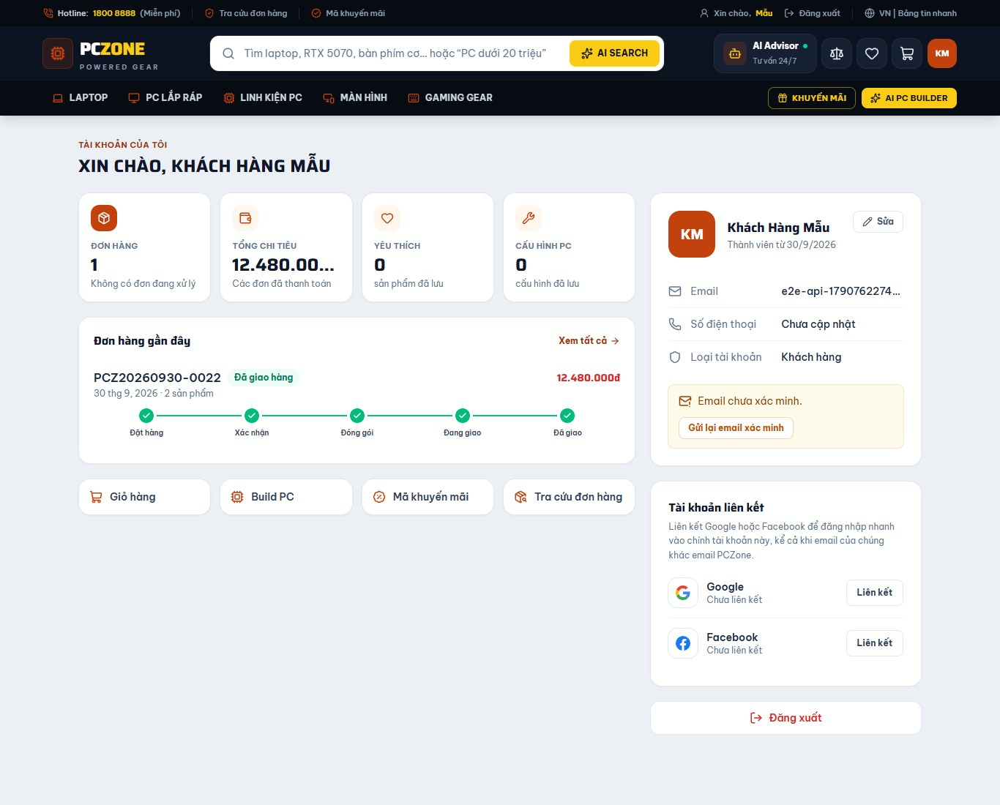 Hotline: 1800 8888 (Miễn phí)
Tra cứu đơn hàng
Mã khuyến mãi
Xin chào, Mẫu
Đăng xuất
VN | Bảng tin nhanh
PCZONE
POWERED GEAR
Tìm laptop, RTX 5070, bàn phím cơ... hoặc “PC dưới 20 triệu”
AI SEARCH
AI Advisor
Tư vấn 24/7
KM
LAPTOP
PC LẮP RÁP
LINH KIỆN PC
MÀN HÌNH
GAMING GEAR
KHUYẾN MÃI
AI PC BUILDER
TÀI KHOẢN CỦA TÔI
XIN CHÀO, KHÁCH HÀNG MẪU
ĐƠN HÀNG
1
Không có đơn đang xử lý
TỔNG CHI TIÊU
12.480.00...
Các đơn đã thanh toán
YÊU THÍCH
0
sản phẩm đã lưu
CẤU HÌNH PC
0
cấu hình đã lưu
Đơn hàng gần đây
Xem tất cả
PCZ20260930-0022
Đã giao hàng
12.480.000đ
30 thg 9, 2026 · 2 sản phẩm
Đặt hàng
Xác nhận
Đóng gói
Đang giao
Đã giao
Giỏ hàng
Build PC
Mã khuyến mãi
Tra cứu đơn hàng
KM
Khách Hàng Mẫu
Thành viên từ 30/9/2026
Sửa
Email
e2e-api-1790762274...
Số điện thoại
Chưa cập nhật
Loại tài khoản
Khách hàng
Email chưa xác minh.
Gửi lại email xác minh
Tài khoản liên kết
Liên kết Google hoặc Facebook để đăng nhập nhanh
vào chính tài khoản này, kể cả khi email của chúng
khác email PCZone.
Google
Chưa liên kết
Liên kết
Facebook
Chưa liên kết
Liên kết
Đăng xuất